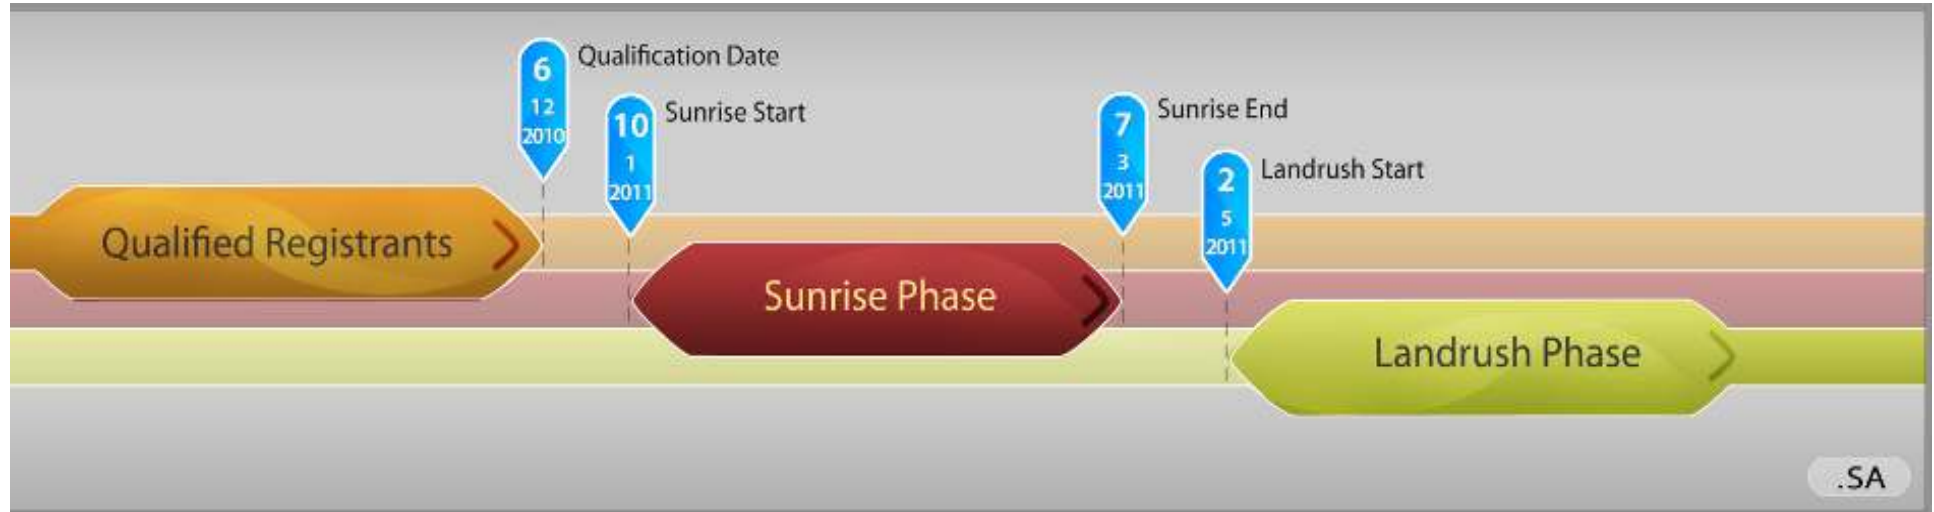 6
12
2010
Qualification Date
10
1
2011
Sunrise Start
7
3
2011
Sunrise End
2
5
2011
Landrush Start
Qualified Registrants
Sunrise Phase
Landrush Phase
.SA